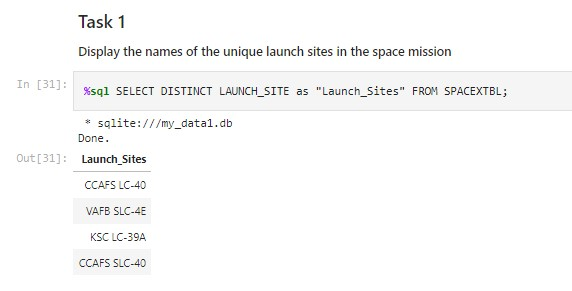 Task 1
Display the names of the unique launch sites in the space mission
In [31]: %sql SELECT DISTINCT LAUNCH_SITE as "Launch_Sites" FROM SPACEXTBL;
* sqlite:///my_data1.db
Done.
Out[31]: Launch_Sites
CCAFS LC-40
VAFB SLC-4E
KSC LC-39A
CCAFS SLC-40